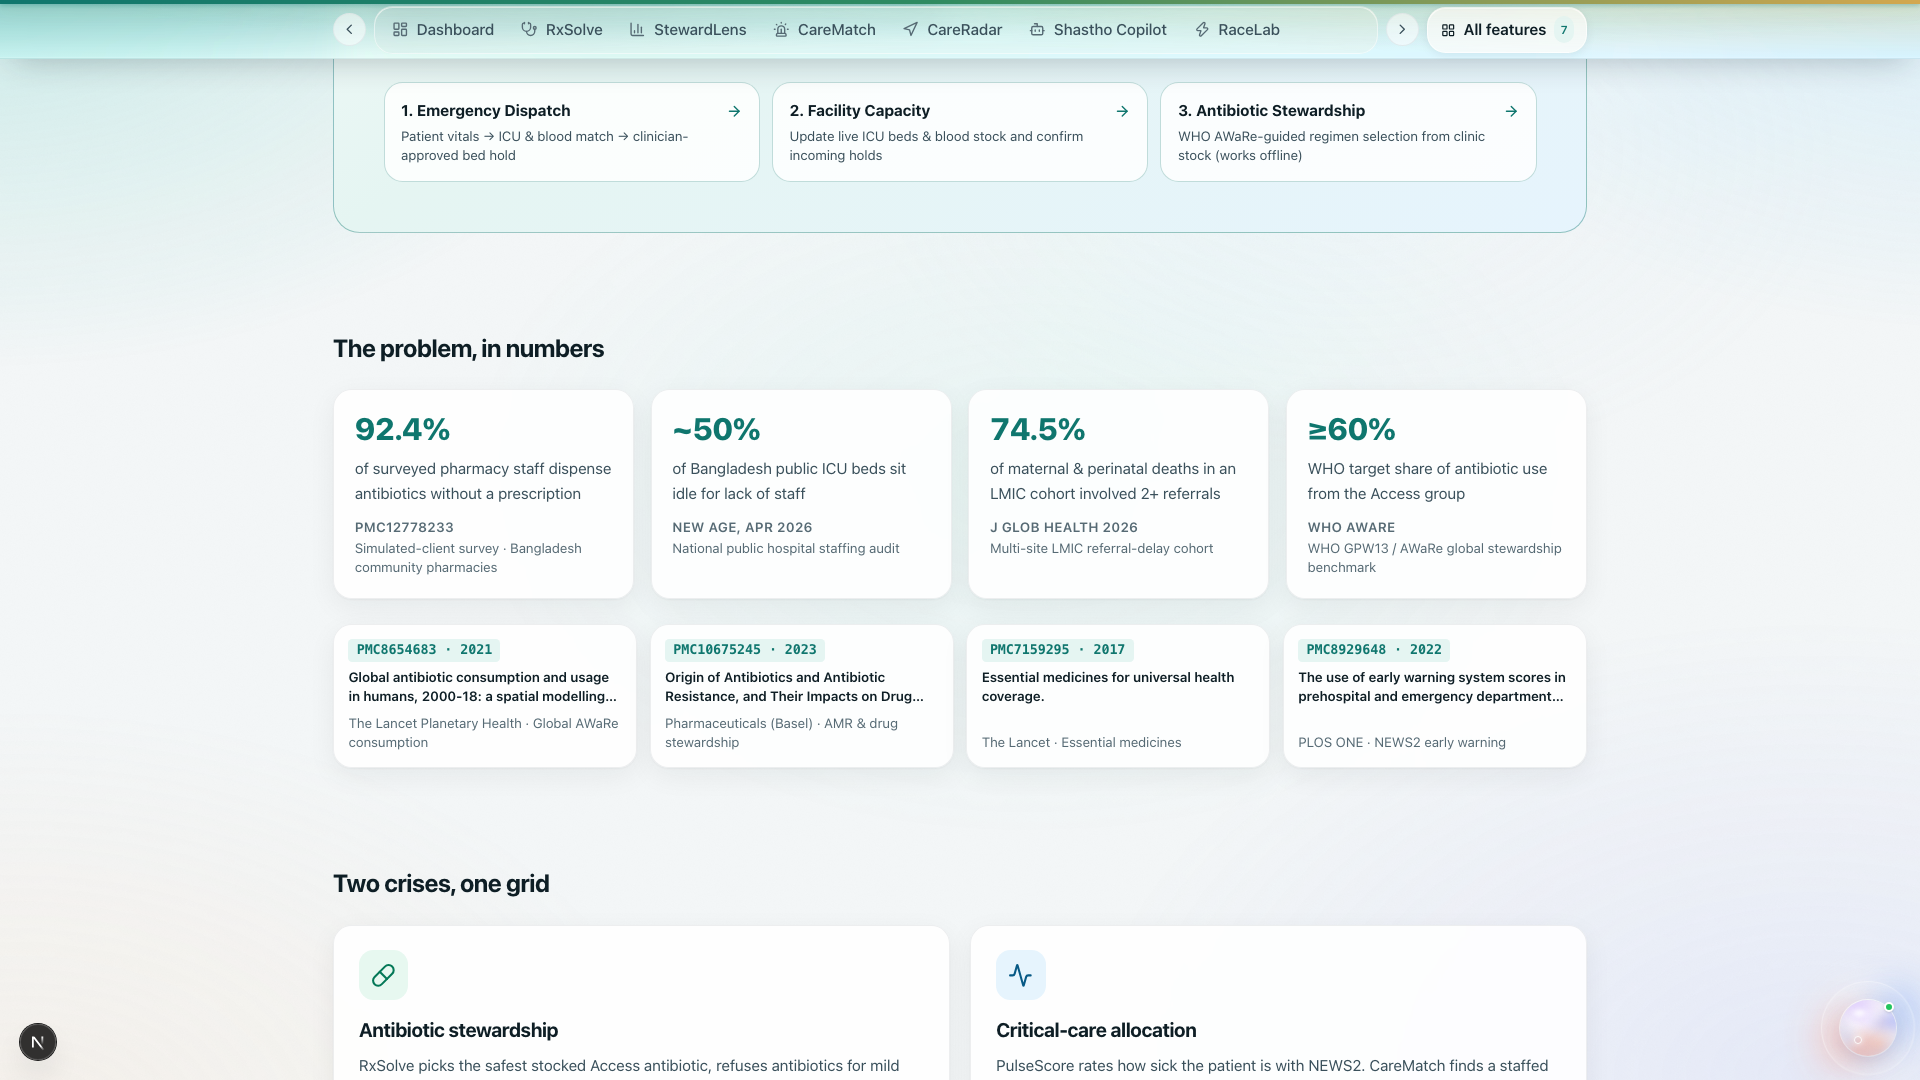 Dashboard
RxSolve
StewardLens
CareMatch
CareRadar
Shastho Copilot
RaceLab
All features 7
1. Emergency Dispatch
Patient vitals → ICU & blood match → clinician-
approved bed hold
2. Facility Capacity
Update live ICU beds & blood stock and confirm
incoming holds
3. Antibiotic Stewardship
WHO AWaRe-guided regimen selection from clinic
stock (works offline)
The problem, in numbers
92.4%
of surveyed pharmacy staff dispense
antibiotics without a prescription
PMC12778233
Simulated-client survey · Bangladesh
community pharmacies
~50%
of Bangladesh public ICU beds sit
idle for lack of staff
NEW AGE, APR 2026
National public hospital staffing audit
74.5%
of maternal & perinatal deaths in an
LMIC cohort involved 2+ referrals
J GLOB HEALTH 2026
Multi-site LMIC referral-delay cohort
≥60%
WHO target share of antibiotic use
from the Access group
WHO AWARE
WHO GPW13 / AWaRe global stewardship
benchmark
PMC8654683 · 2021
Global antibiotic consumption and usage
in humans, 2000-18: a spatial modelling...
The Lancet Planetary Health · Global AWaRe
consumption
PMC10675245 · 2023
Origin of Antibiotics and Antibiotic
Resistance, and Their Impacts on Drug...
Pharmaceuticals (Basel) · AMR & drug
stewardship
PMC7159295 · 2017
Essential medicines for universal health
coverage.
The Lancet · Essential medicines
PMC8929648 · 2022
The use of early warning system scores in
prehospital and emergency department...
PLOS ONE · NEWS2 early warning
Two crises, one grid
Antibiotic stewardship
RxSolve picks the safest stocked Access antibiotic, refuses antibiotics for mild
Critical-care allocation
PulseScore rates how sick the patient is with NEWS2. CareMatch finds a staffed
N